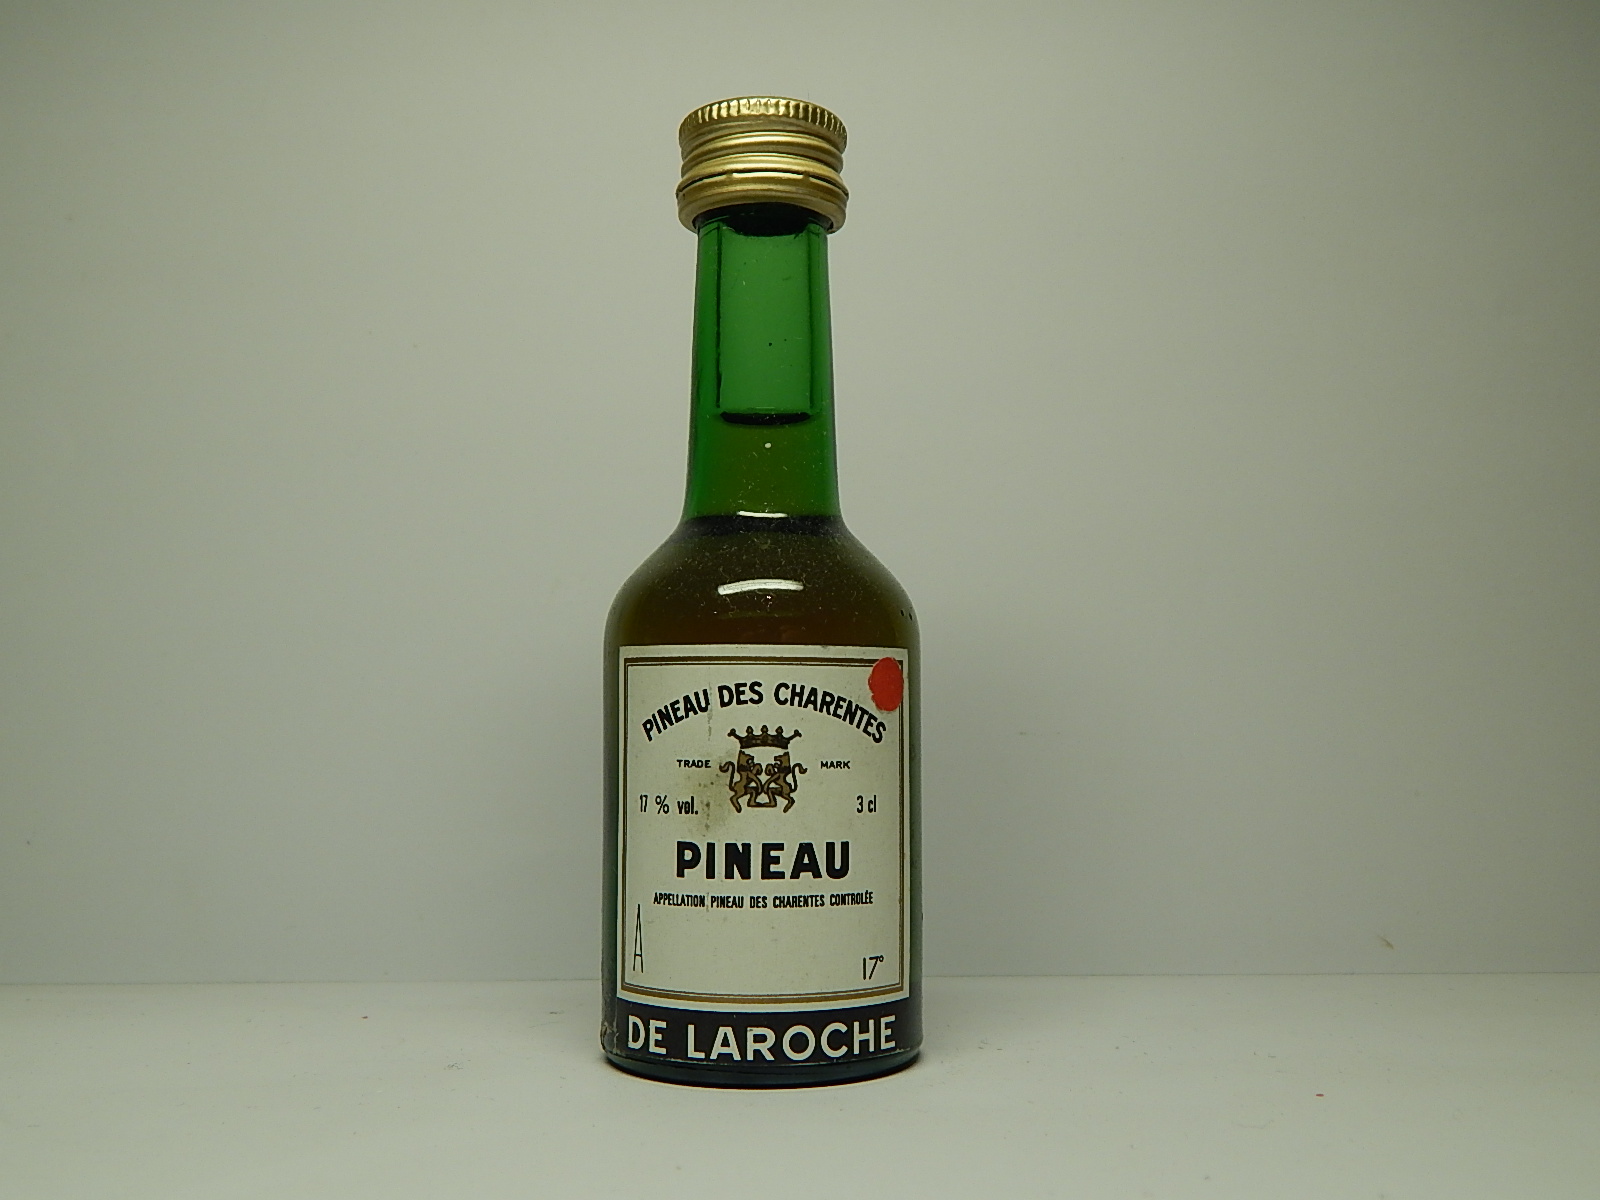 PINEAU DES CHARENTES
TRADE MARK
17 % vol. 3 cl
PINEAU
APPELLATION PINEAU DES CHARENTES CONTROLÉE
A 17°
DE LAROCHE